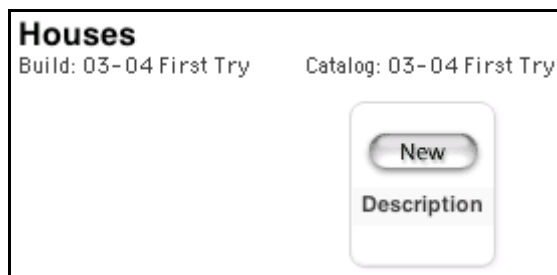 Houses
Build: 03-04 First Try Catalog: 03-04 First Try
New
Description